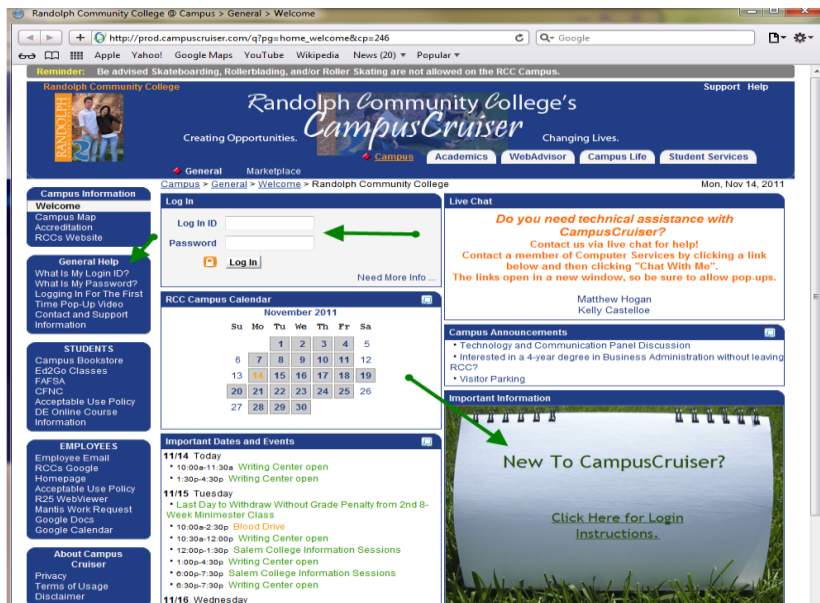 Randolph Community College @ Campus > General > Welcome
http://prod.campuscruiser.com/q?pg=home_welcome&cp=246
Google
Apple Yahoo! Google Maps YouTube Wikipedia News (20) Popular
Reminder: Be advised Skateboarding, Rollerblading, and/or Roller Skating are not allowed on the RCC Campus.
Randolph Community College
Support Help
RANDOLPH
Randolph Community College's
Creating Opportunities. CampusCruiser Changing Lives.
Campus Academics WebAdvisor Campus Life Student Services
General Marketplace
Campus > General > Welcome > Randolph Community College
Mon, Nov 14, 2011
Campus Information
Welcome
Campus Map
Accreditation
RCCs Website
General Help
What Is My Login ID?
What Is My Password?
Logging In For The First
Time Pop-Up Video
Contact and Support
Information
STUDENTS
Campus Bookstore
Ed2Go Classes
FAFSA
CFNC
Acceptable Use Policy
DE Online Course
Information
EMPLOYEES
Employee Email
RCCs Google
Homepage
Acceptable Use Policy
R25 WebViewer
Mantis Work Request
Google Docs
Google Calendar
About Campus
Cruiser
Privacy
Terms of Usage
Disclaimer
Log In
Log In ID
Password
Log In
Need More Info ...
RCC Campus Calendar
November 2011
Su Mo Tu We Th Fr Sa
1 2 3 4 5
6 7 8 9 10 11 12
13 14 15 16 17 18 19
20 21 22 23 24 25 26
27 28 29 30
Important Dates and Events
11/14 Today
• 10:00a-11:30a Writing Center open
• 1:30p-4:30p Writing Center open
11/15 Tuesday
• Last Day to Withdraw Without Grade Penalty from 2nd 8-
Week Minimester Class
• 10:00a-2:30p Blood Drive
• 10:30a-12:00p Writing Center open
• 12:00p-1:30p Salem College Information Sessions
• 1:00p-4:30p Writing Center open
• 6:00p-7:30p Salem College Information Sessions
• 6:30p-7:30p Writing Center open
11/16 Wednesday
Live Chat
Do you need technical assistance with
CampusCruiser?
Contact us via live chat for help!
Contact a member of Computer Services by clicking a link
below and then clicking "Chat With Me".
The links open in a new window, so be sure to allow pop-ups.
Matthew Hogan
Kelly Castelloe
Campus Announcements
• Technology and Communication Panel Discussion
• Interested in a 4-year degree in Business Administration without leaving
RCC?
• Visitor Parking
Important Information
New To CampusCruiser?
Click Here for Login
Instructions.